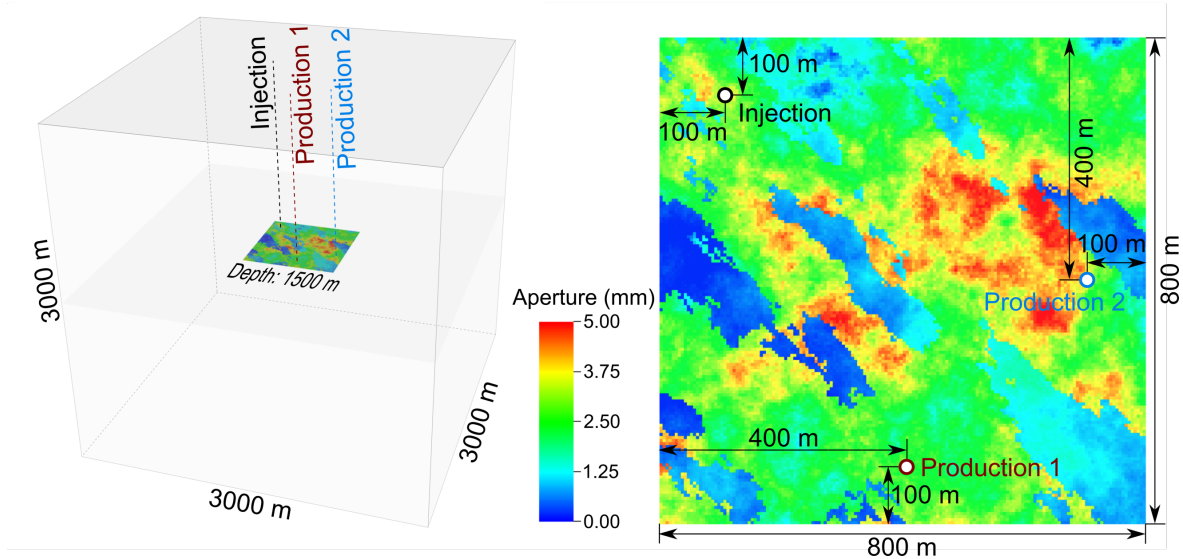 Injection
Production 1
Production 2
Depth: 1500 m
3000 m
3000 m
3000 m
Aperture (mm)
5.00
3.75
2.50
1.25
0.00
100 m
100 m
Injection
400 m
100 m
Production 2
800 m
400 m
Production 1
100 m
800 m